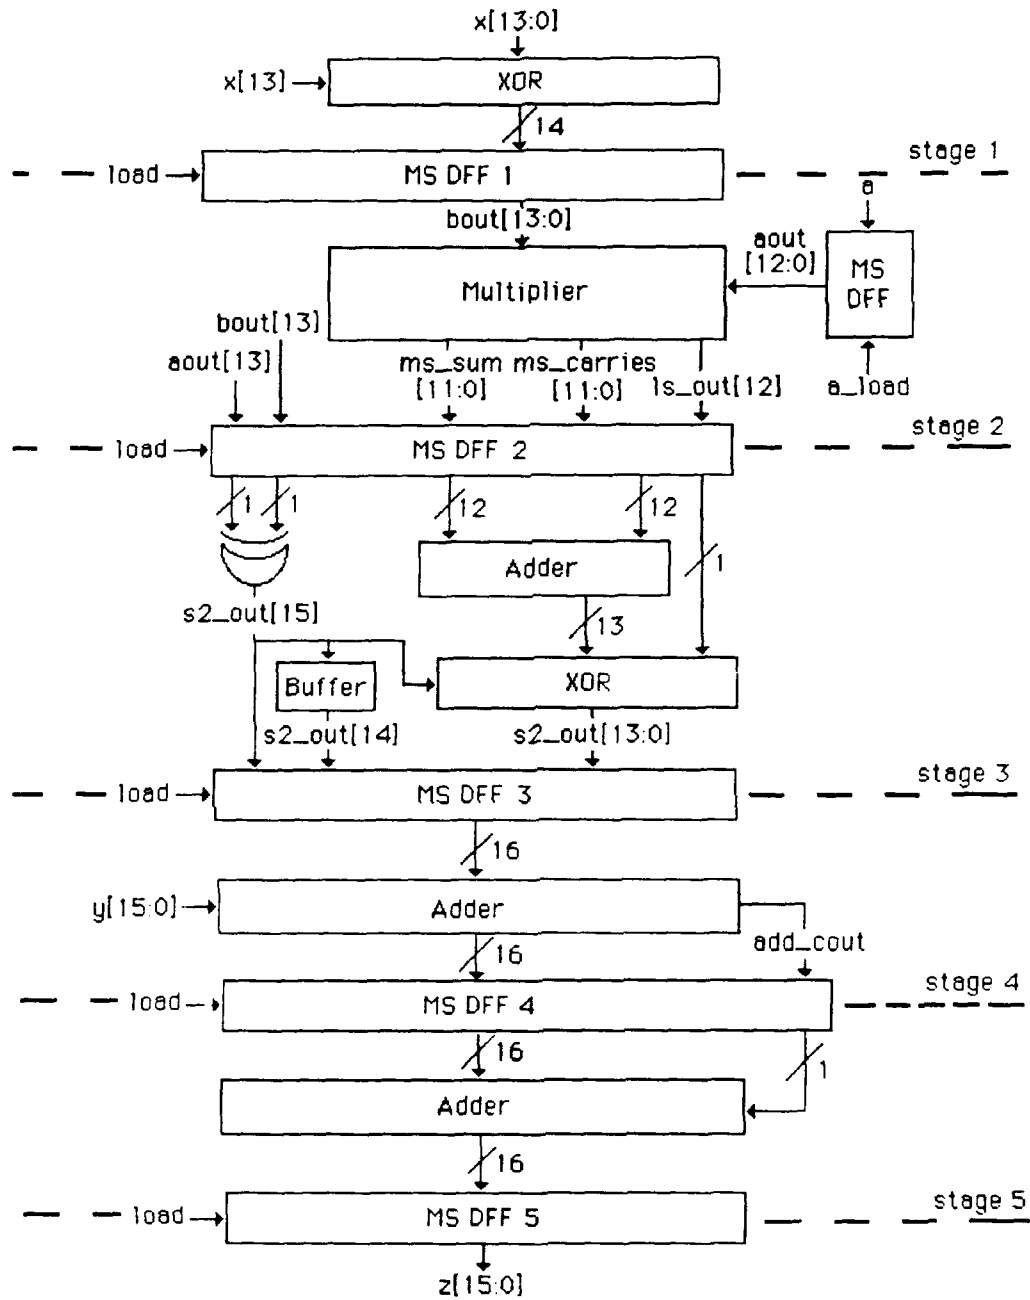 x[13:0]
x[13]
XOR
14
stage 1
load
MS DFF 1
a
bout[13:0]
aout
[12:0]
MS
DFF
Multiplier
bout[13]
aout[13]
ms_sum
[11:0]
ms_carries
[11:0]
ls_out[12]
a_load
stage 2
load
MS DFF 2
1
1
12
12
1
Adder
s2_out[15]
13
Buffer
XOR
s2_out[14]
s2_out[13:0]
stage 3
load
MS DFF 3
16
y[15:0]
Adder
add_cout
16
stage 4
load
MS DFF 4
16
1
Adder
16
stage 5
load
MS DFF 5
z[15:0]